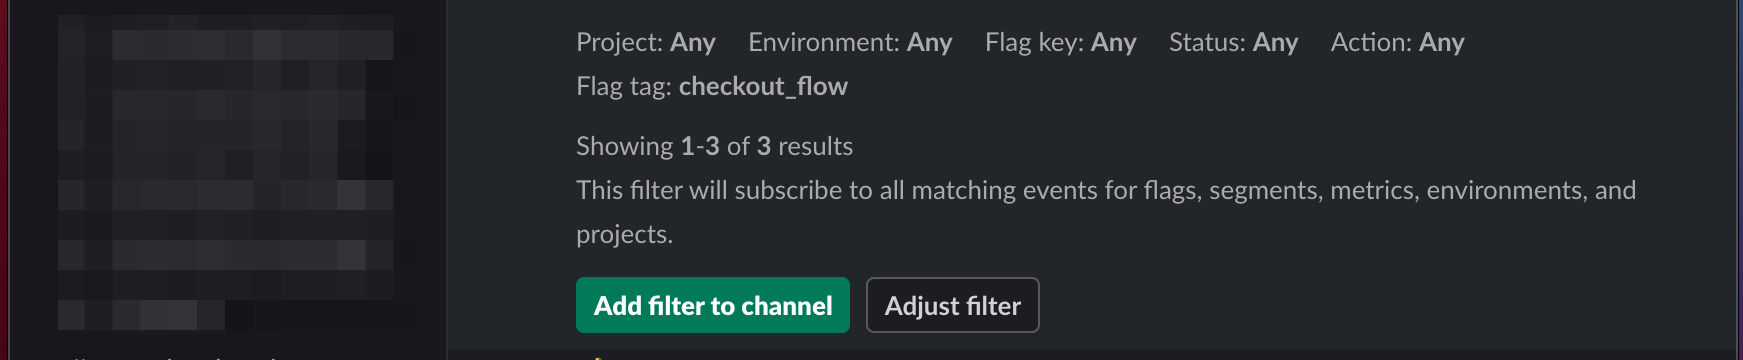 Project: Any Environment: Any Flag key: Any Status: Any Action: Any
Flag tag: checkout_flow
Showing 1-3 of 3 results
This filter will subscribe to all matching events for flags, segments, metrics, environments, and
projects.
Add filter to channel Adjust filter